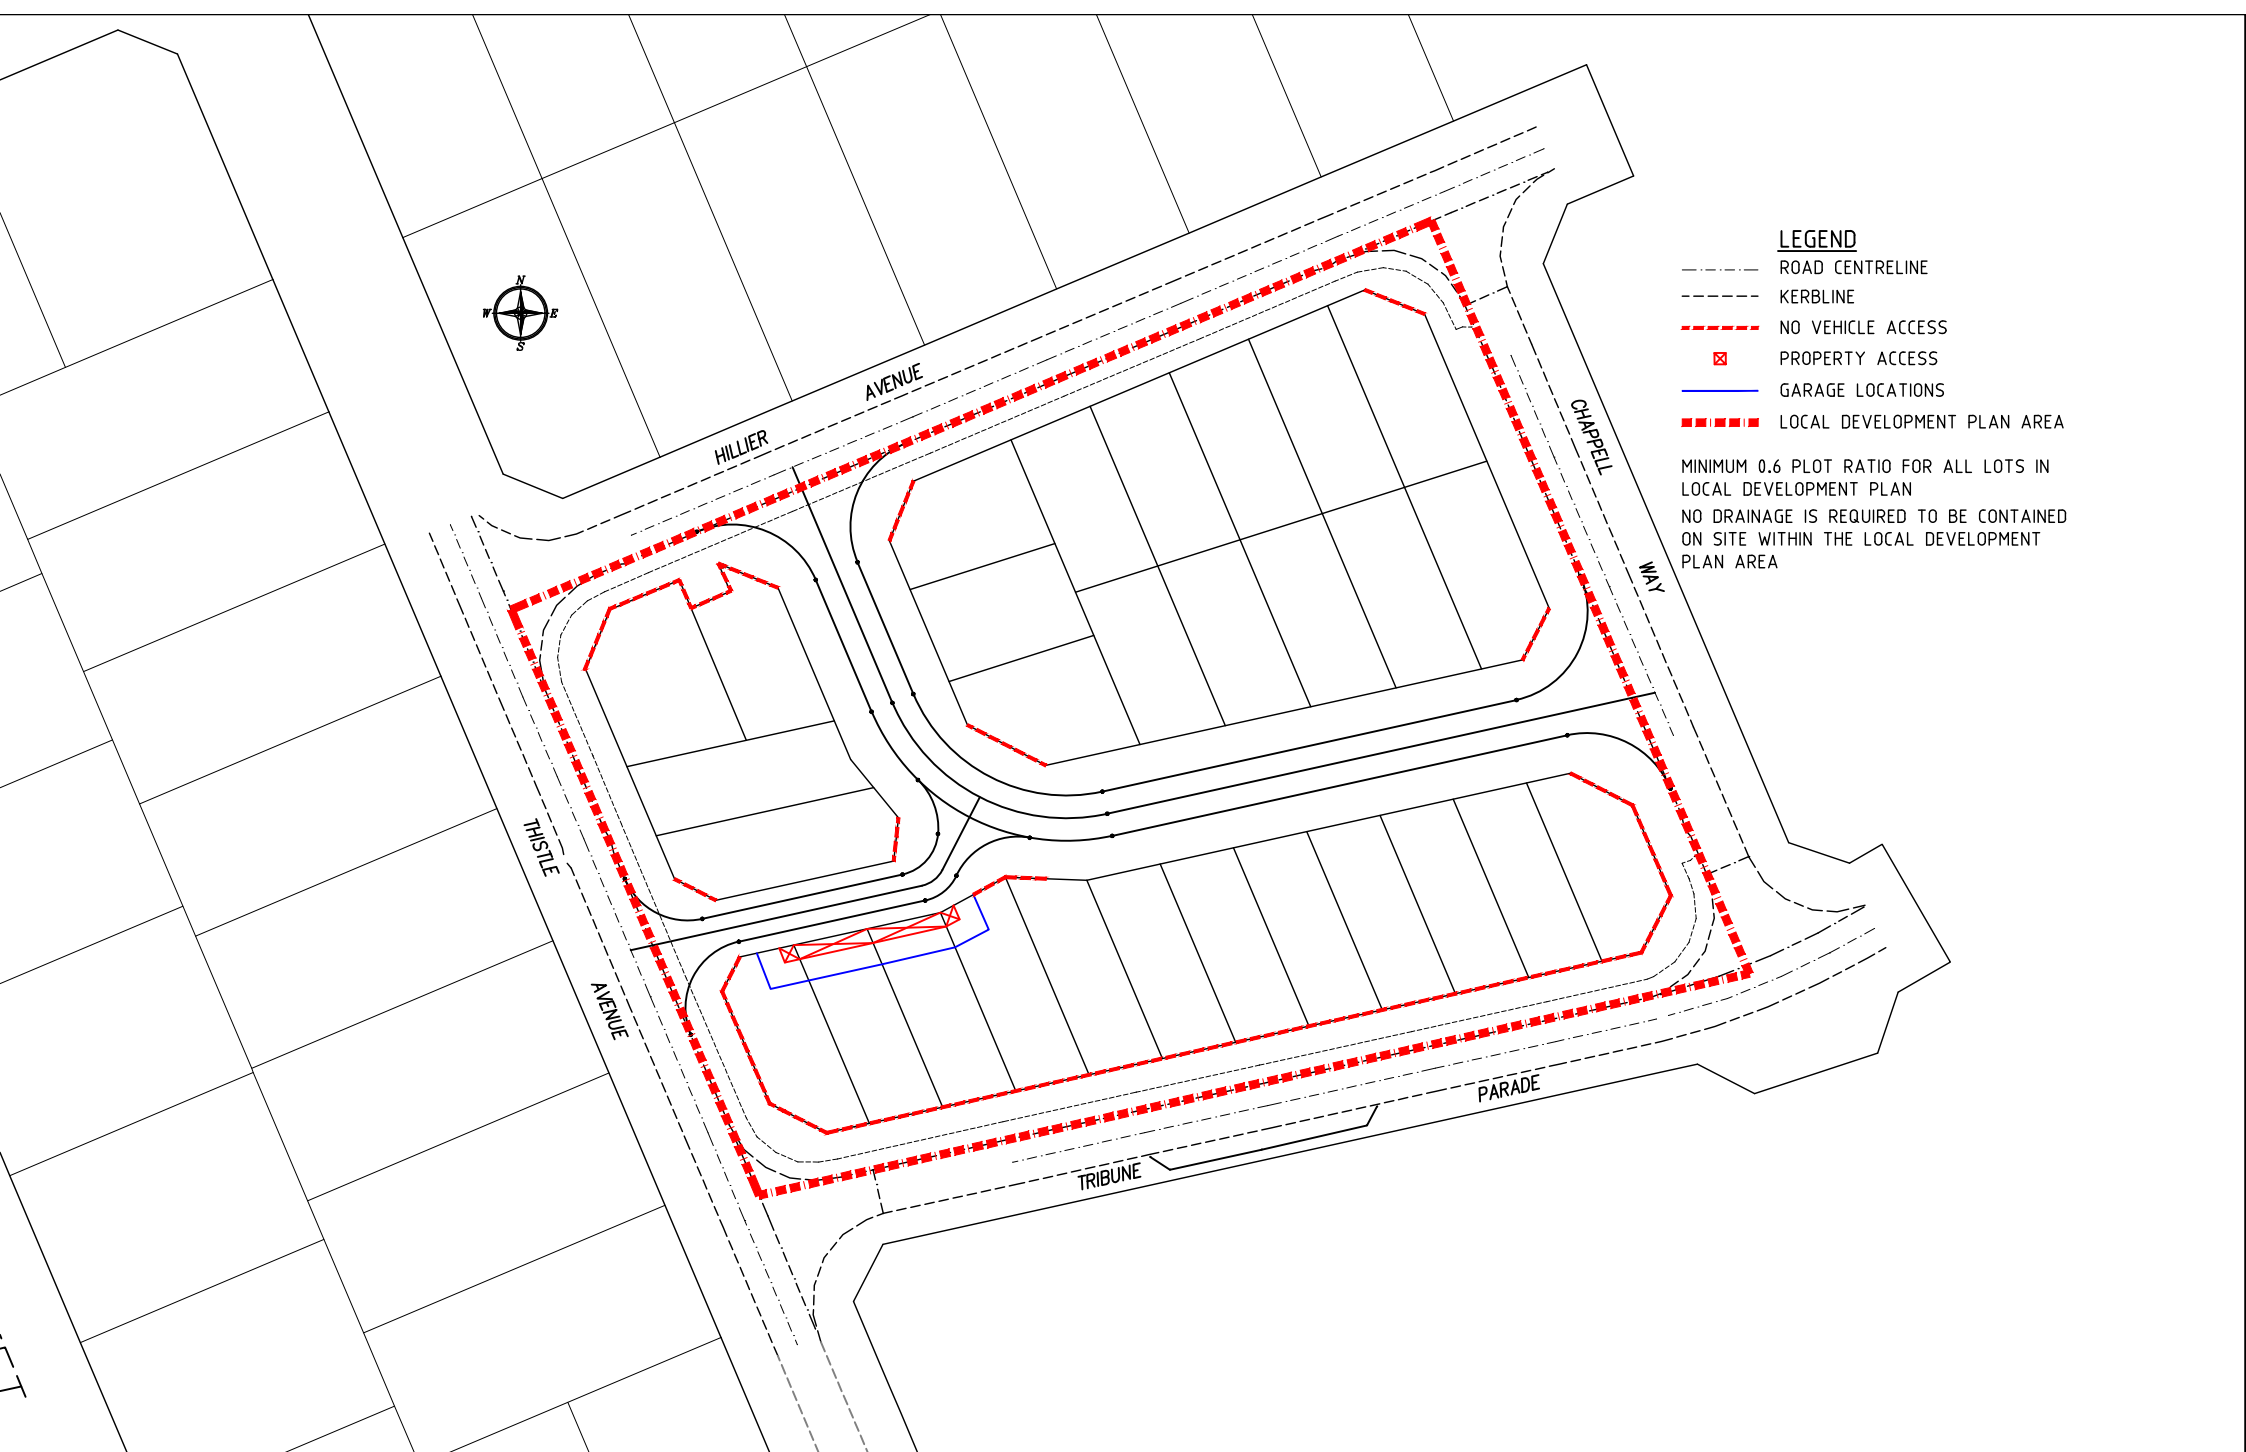 N
W E
S
HILLIER AVENUE
CHAPPELL WAY
THISTLE AVENUE
TRIBUNE PARADE
LEGEND
ROAD CENTRELINE
KERBLINE
NO VEHICLE ACCESS
PROPERTY ACCESS
GARAGE LOCATIONS
LOCAL DEVELOPMENT PLAN AREA
MINIMUM 0.6 PLOT RATIO FOR ALL LOTS IN
LOCAL DEVELOPMENT PLAN
NO DRAINAGE IS REQUIRED TO BE CONTAINED
ON SITE WITHIN THE LOCAL DEVELOPMENT
PLAN AREA